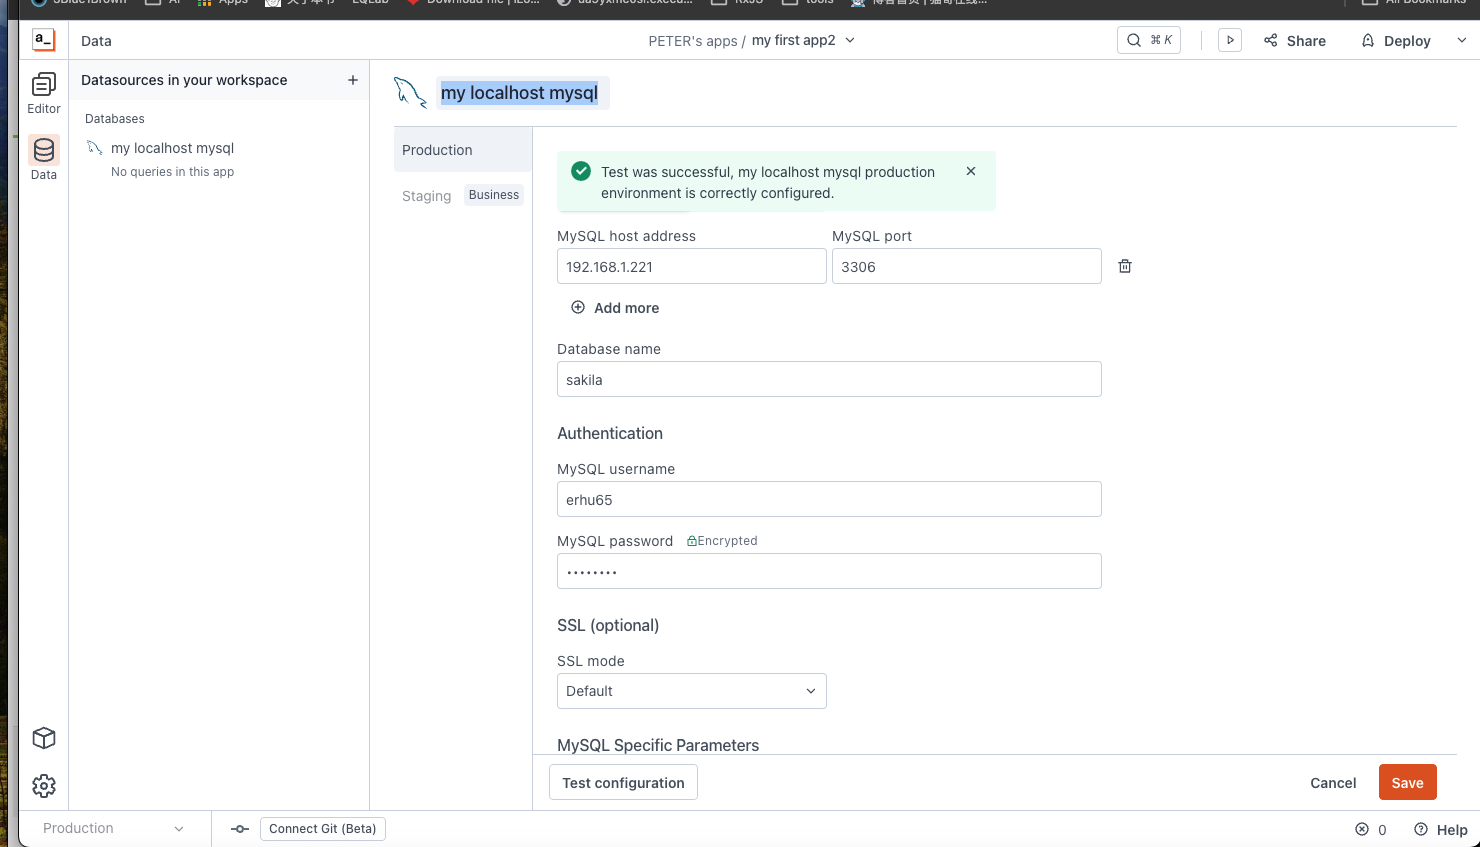 Apps
EQLab
a_
Data
PETER's apps / my first app2
⌘ K
Share
Deploy
Editor
Data
Datasources in your workspace
+
Databases
my localhost mysql
No queries in this app
my localhost mysql
Production
Staging
Business
Test was successful, my localhost mysql production
environment is correctly configured.
MySQL host address
MySQL port
192.168.1.221
3306
Add more
Database name
sakila
Authentication
MySQL username
erhu65
MySQL password
Encrypted
••••••••
SSL (optional)
SSL mode
Default
MySQL Specific Parameters
Test configuration
Cancel
Save
Production
Connect Git (Beta)
0
Help